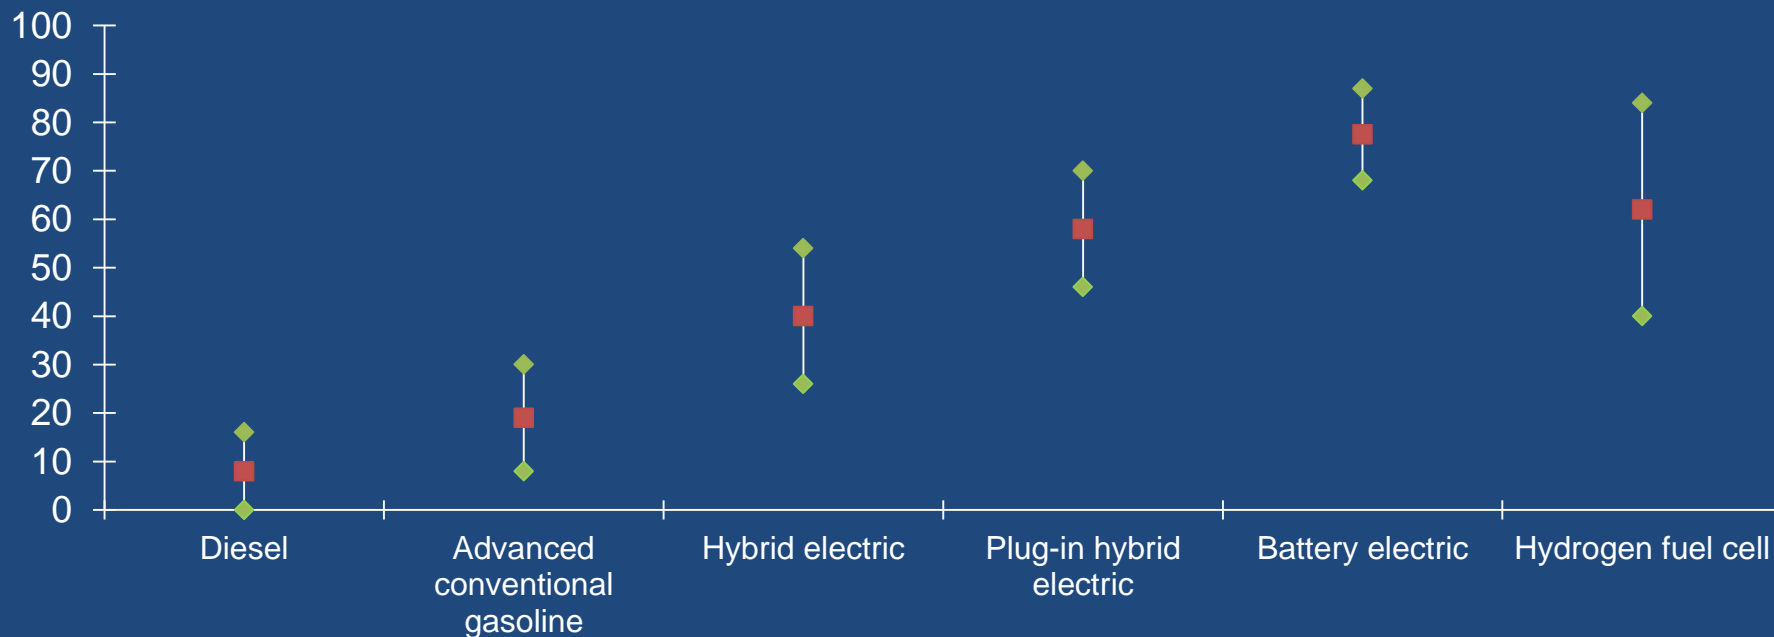 100
90
80
70
60
50
40
30
20
10
0
Diesel
Advanced
conventional
gasoline
Hybrid electric
Plug-in hybrid
electric
Battery electric
Hydrogen fuel cell